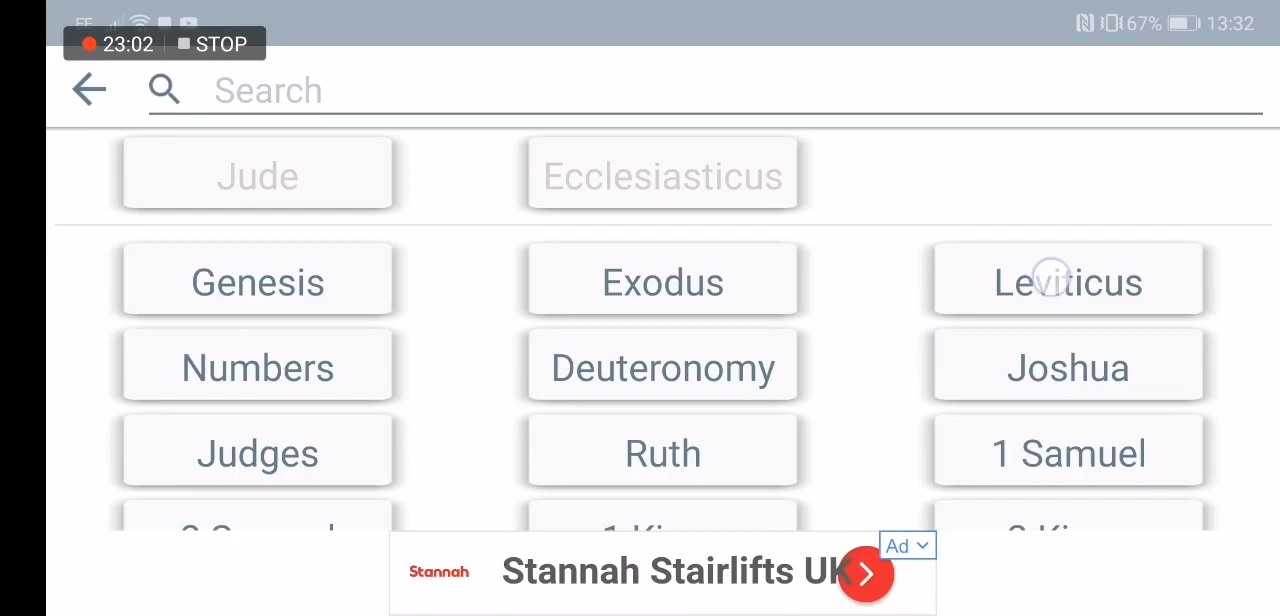 EE 67% 13:32
23:02 STOP
Search
Jude Ecclesiasticus
Genesis Exodus Leviticus
Numbers Deuteronomy Joshua
Judges Ruth 1 Samuel
Ad
Stannah Stannah Stairlifts UK